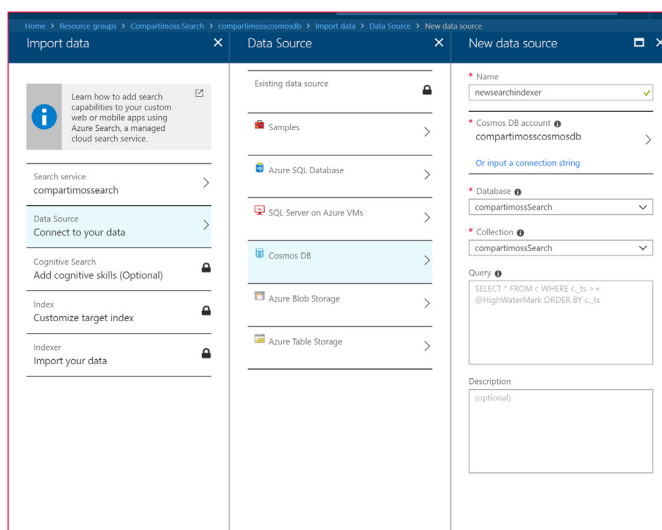 Home > Resource groups > Compartimoss.Search > compartimosscosmosdb > Import data > Data Source > New data source
Import data
Learn how to add search
capabilities to your custom
web or mobile apps using
Azure Search, a managed
cloud search service.
Search service
compartimossearch
Data Source
Connect to your data
Cognitive Search
Add cognitive skills (Optional)
Index
Customize target index
Indexer
Import your data
Data Source
Existing data source
Samples
Azure SQL Database
SQL Server on Azure VMs
Cosmos DB
Azure Blob Storage
Azure Table Storage
New data source
* Name
newsearchindexer
* Cosmos DB account
compartimosscosmosdb
Or input a connection string
* Database
compartimossSearch
* Collection
compartimossSearch
Query
SELECT * FROM c WHERE c._ts >=
@HighWaterMark ORDER BY c._ts
Description
(optional)